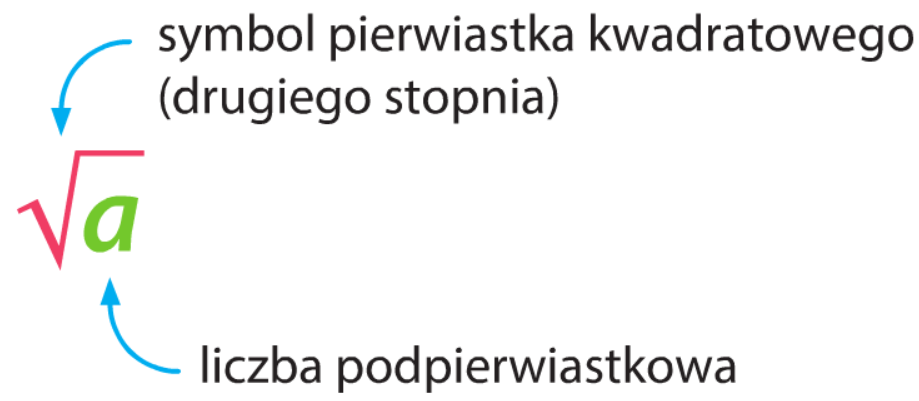 symbol pierwiastka kwadratowego
(drugiego stopnia)
√a
liczba podpierwiastkowa